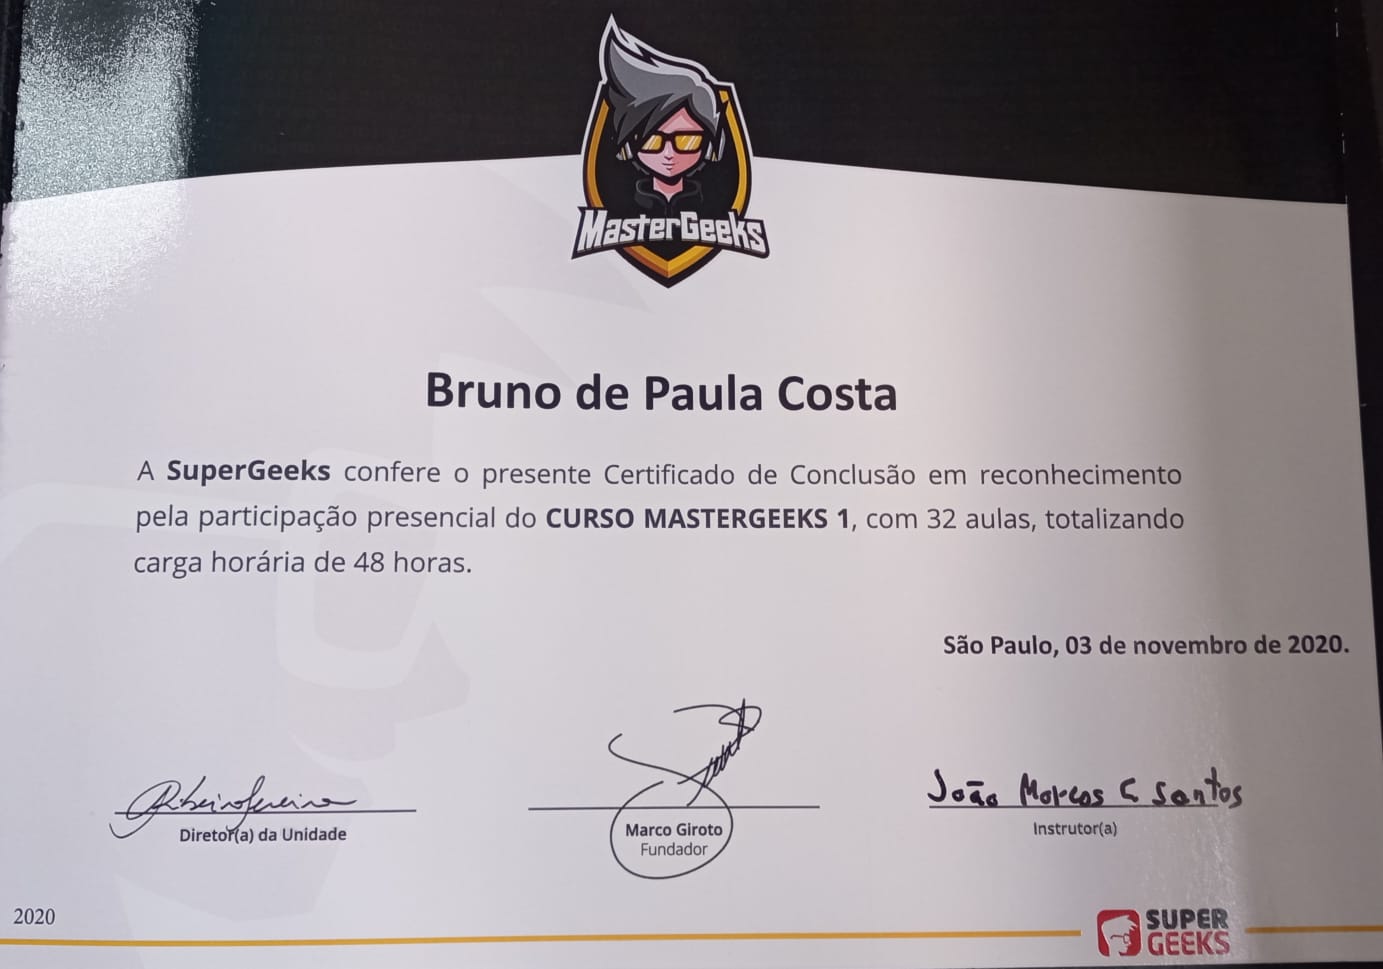 MasterGeeks
Bruno de Paula Costa
A SuperGeeks confere o presente Certificado de Conclusão em reconhecimento
pela participação presencial do CURSO MASTERGEEKS 1, com 32 aulas, totalizando
carga horária de 48 horas.
São Paulo, 03 de novembro de 2020.
João Marcos C Santos
Diretor(a) da Unidade
Marco Giroto
Fundador
Instrutor(a)
2020
SUPER
GEEKS